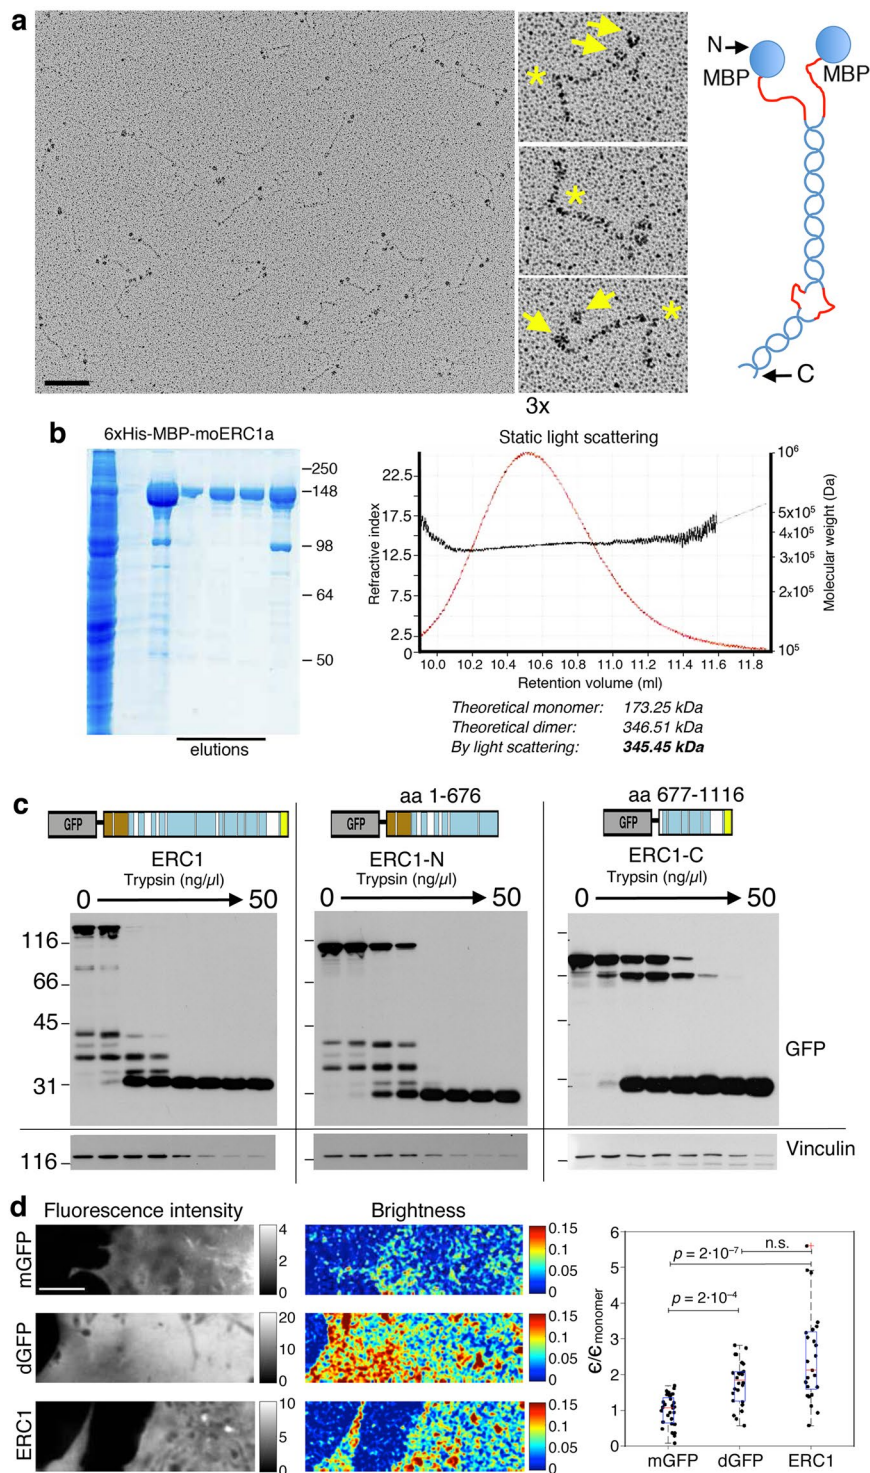 a
N
MBP
MBP
C
3x
b
6xHis-MBP-moERC1a
250
148
98
64
50
elutions
Static light scattering
Refractive index
22.5
17.5
12.5
7.5
2.5
0
10⁶
5x10⁵
4x10⁵
3x10⁵
2x10⁵
10⁵
Molecular weight (Da)
10.0 10.2 10.4 10.6 10.8 11.0 11.2 11.4 11.6 11.8
Retention volume (ml)
Theoretical monomer: 173.25 kDa
Theoretical dimer: 346.51 kDa
By light scattering: 345.45 kDa
c
GFP
ERC1
Trypsin (ng/µl)
0 50
aa 1-676
GFP
ERC1-N
Trypsin (ng/µl)
0 50
aa 677-1116
GFP
ERC1-C
Trypsin (ng/µl)
0 50
116
66
45
31
GFP
116
Vinculin
d
Fluorescence intensity
Brightness
mGFP
4
2
0
0.15
0.1
0.05
0
dGFP
20
10
0
0.15
0.1
0.05
0
ERC1
10
5
0
0.15
0.1
0.05
0
Є/Єmonomer
6
5
4
3
2
1
0
n.s.
p = 2·10⁻⁷
p = 2·10⁻⁴
mGFP dGFP ERC1